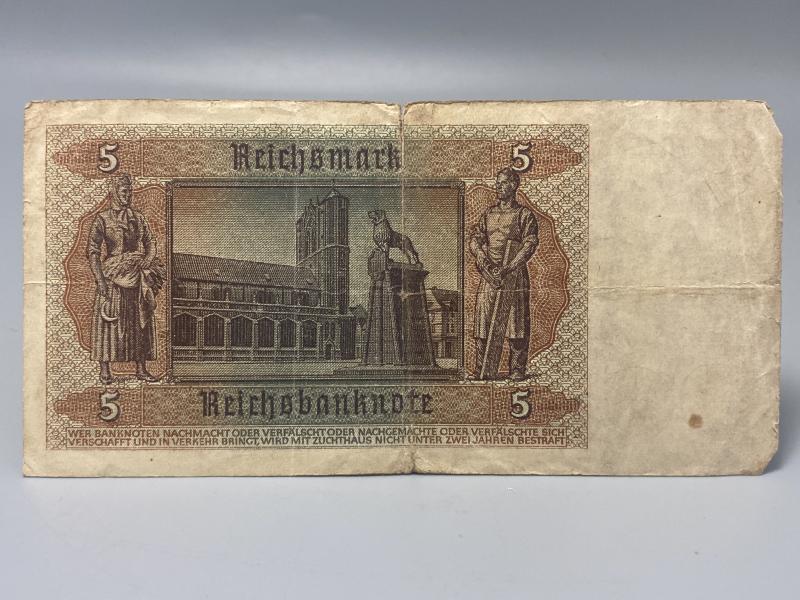 5 Reichsmark 5
5 Reichsbanknote 5
WER BANKNOTEN NACHMACHT ODER VERFÄLSCHT ODER NACHGEMACHTE ODER VERFÄLSCHTE SICH
VERSCHAFFT UND IN VERKEHR BRINGT, WIRD MIT ZUCHTHAUS NICHT UNTER ZWEI JAHREN BESTRAFT